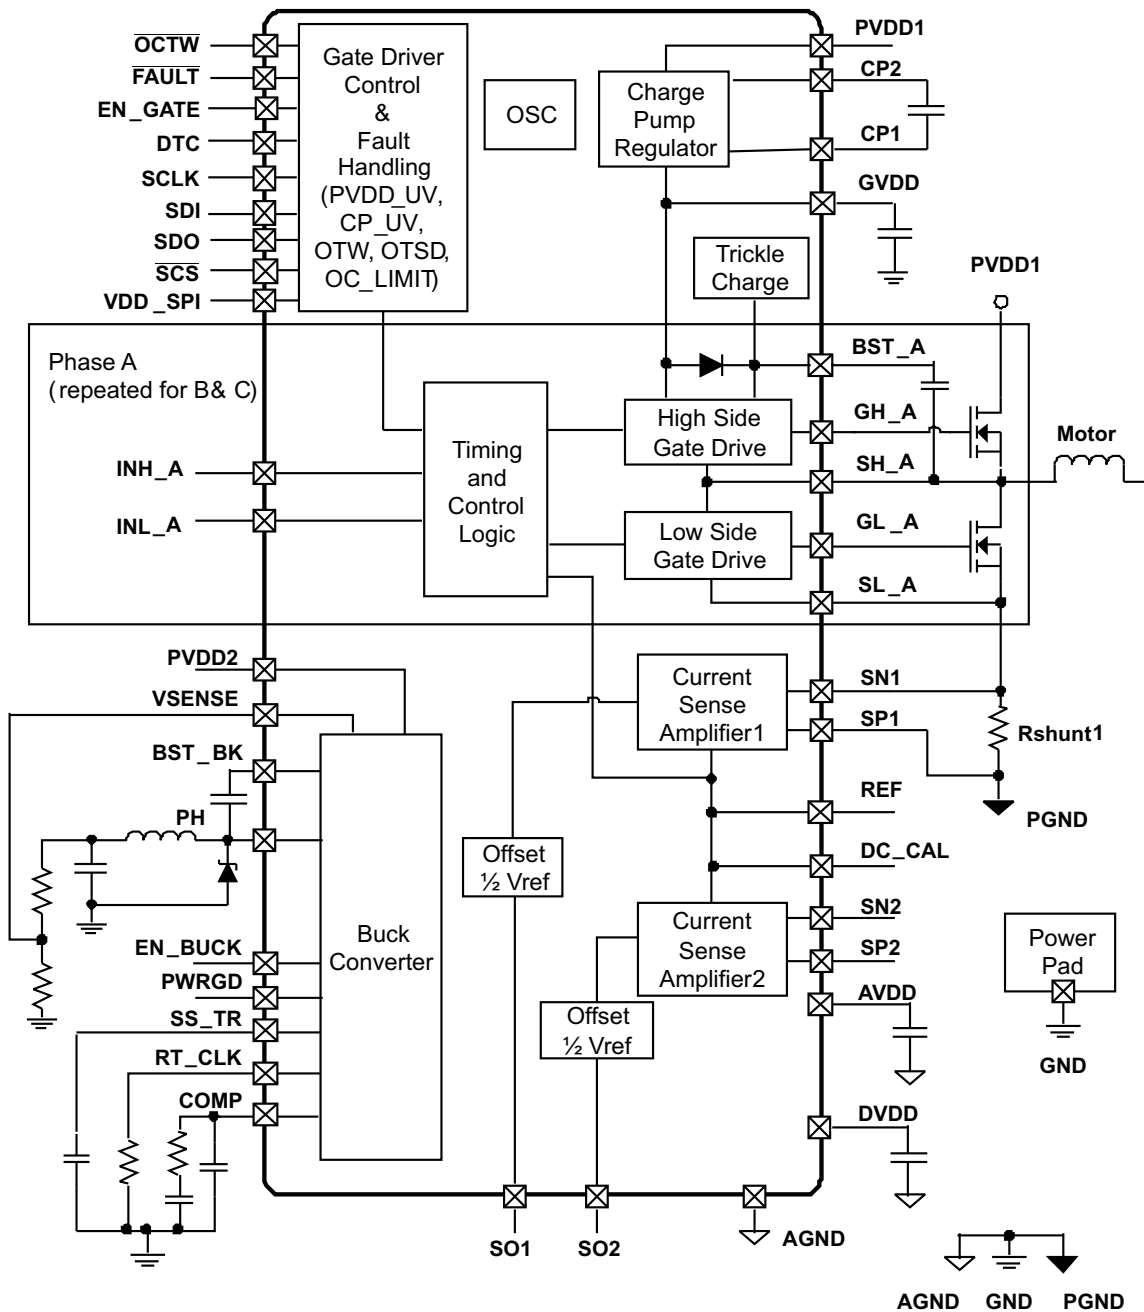 OCTW
FAULT
EN_GATE
DTC
SCLK
SDI
SDO
SCS
VDD_SPI
Gate Driver
Control
&
Fault
Handling
(PVDD_UV,
CP_UV,
OTW, OTSD,
OC_LIMIT)
OSC
Charge
Pump
Regulator
PVDD1
CP2
CP1
GVDD
Trickle
Charge
PVDD1
Phase A
(repeated for B& C)
INH_A
INL_A
Timing
and
Control
Logic
High Side
Gate Drive
Low Side
Gate Drive
BST_A
GH_A
SH_A
GL_A
SL_A
Motor
PVDD2
VSENSE
BST_BK
PH
EN_BUCK
PWRGD
SS_TR
RT_CLK
COMP
Buck
Converter
Current
Sense
Amplifier1
Offset
½ Vref
Current
Sense
Amplifier2
Offset
½ Vref
SN1
SP1
Rshunt1
PGND
REF
DC_CAL
SN2
SP2
AVDD
DVDD
Power
Pad
GND
SO1
SO2
AGND
AGND
GND
PGND